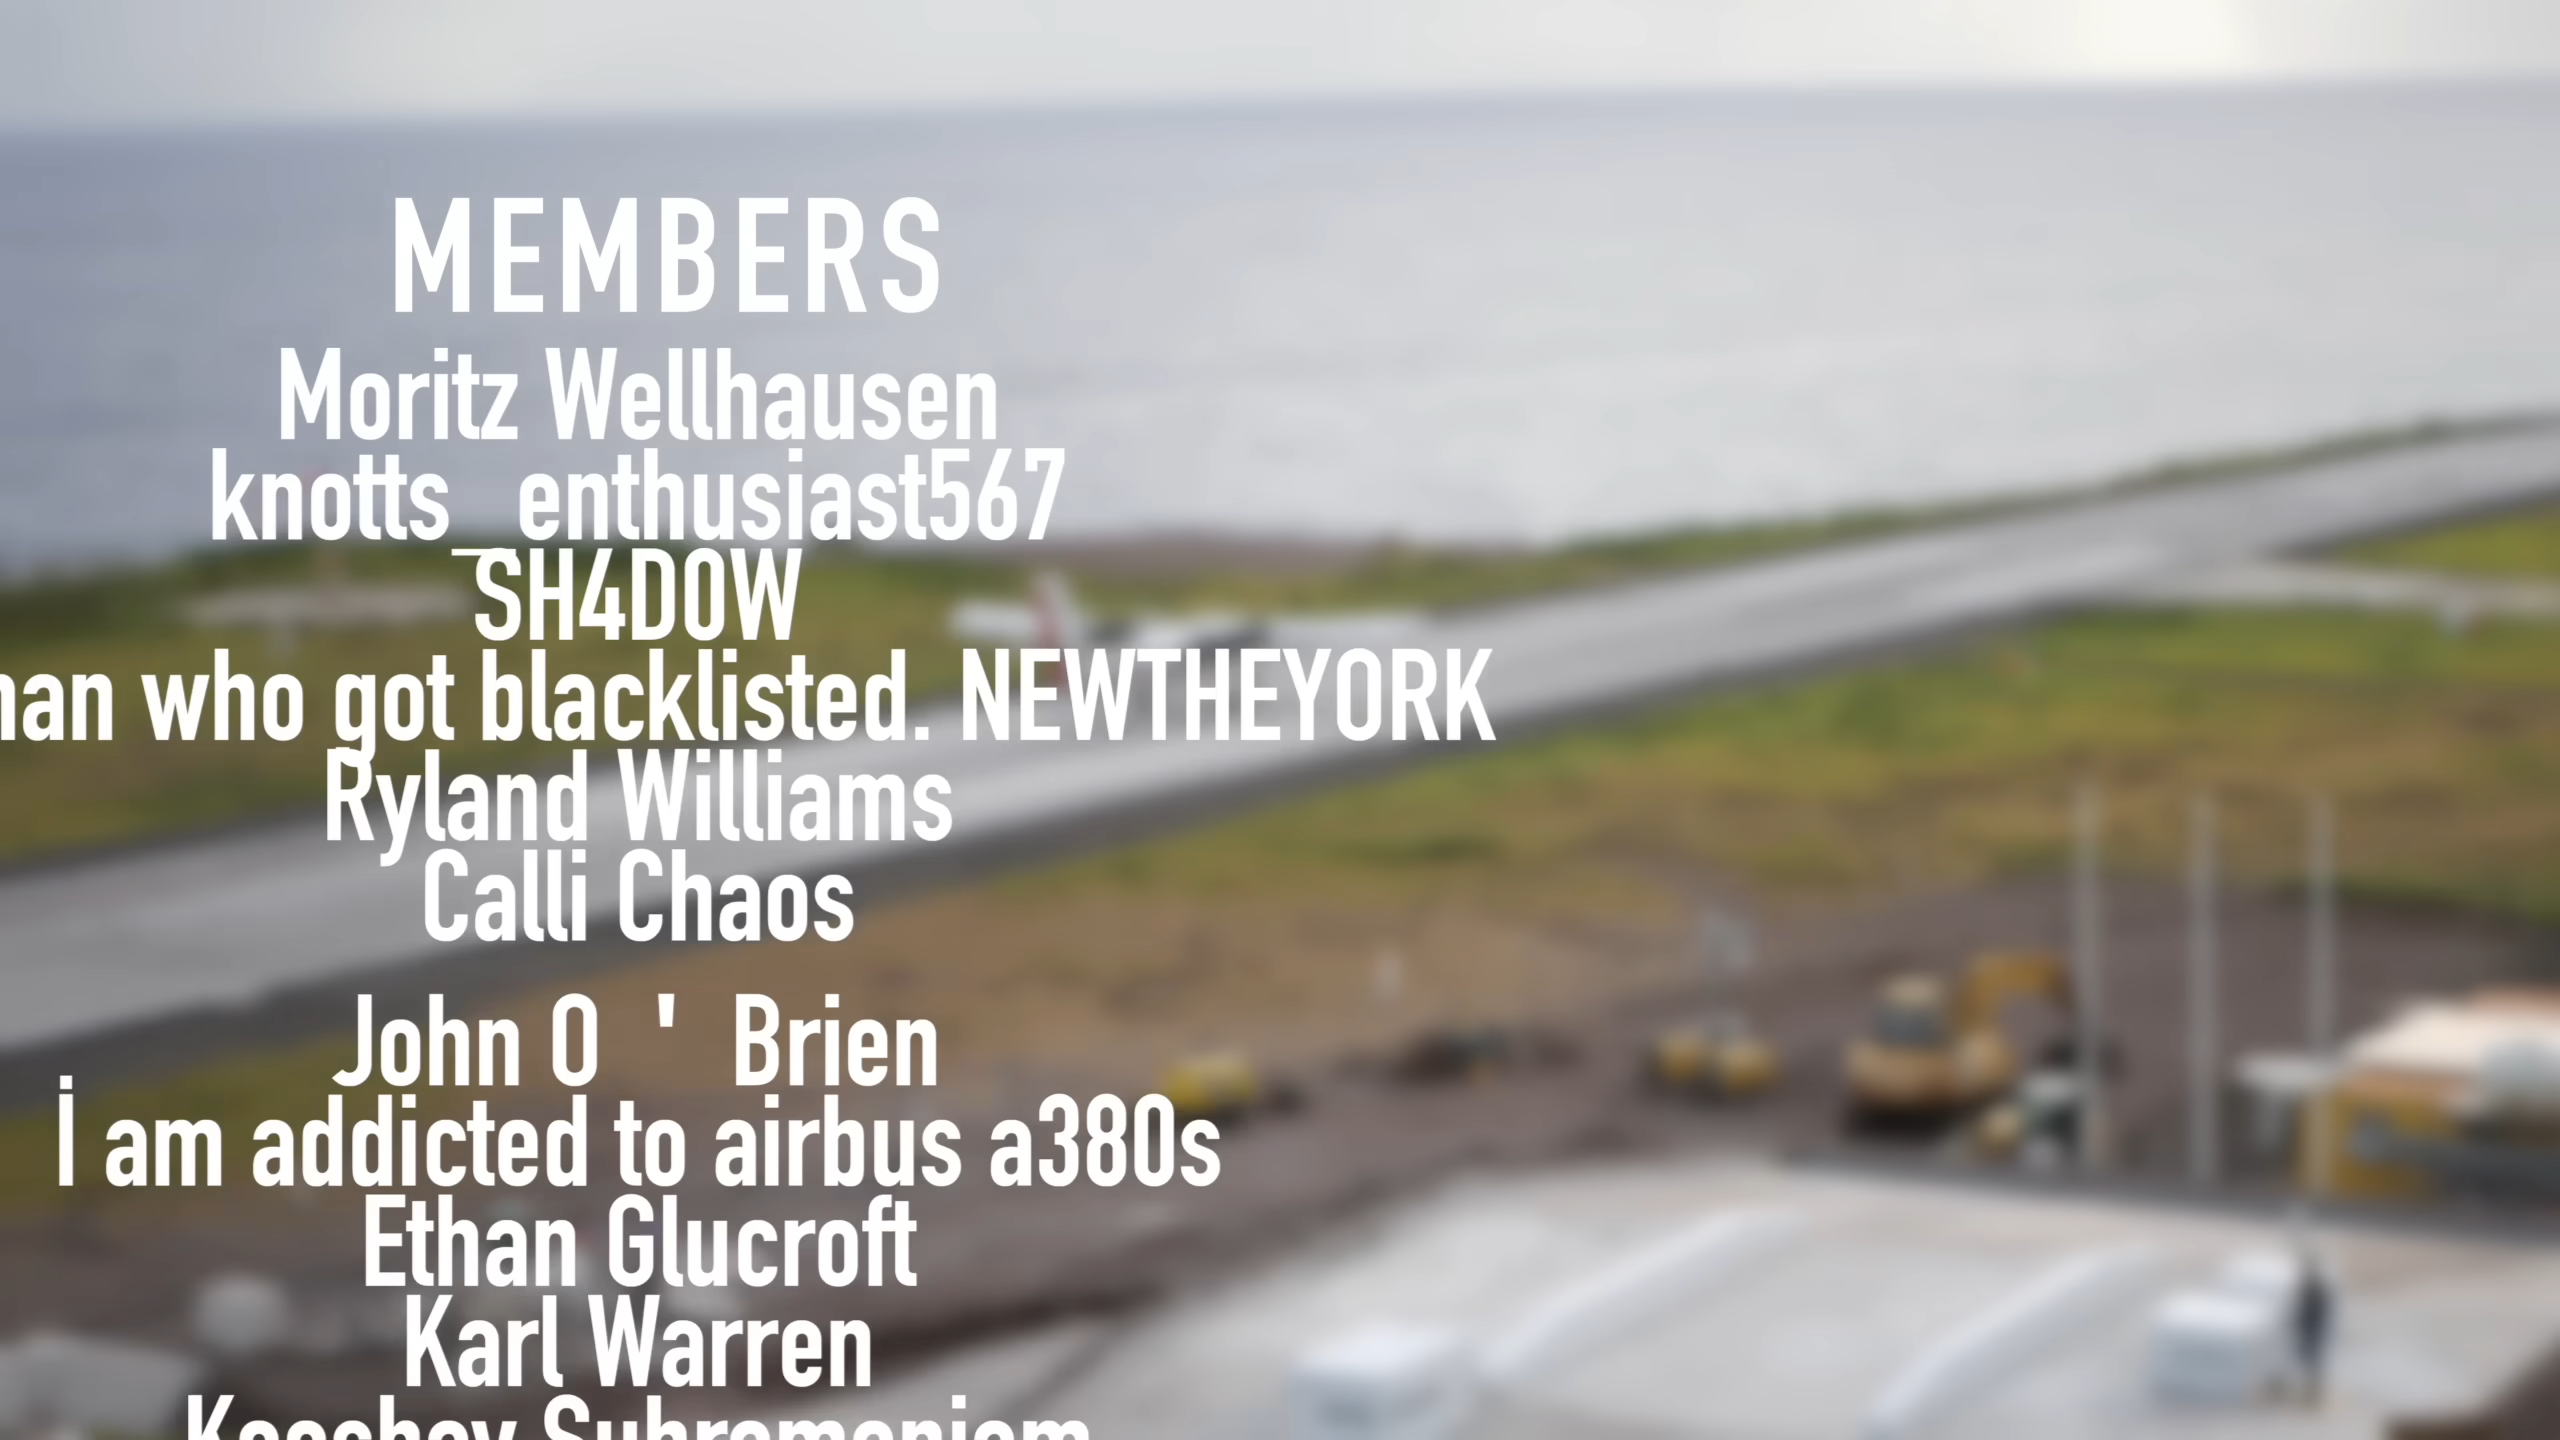 MEMBERS
Moritz Wellhausen
knotts_enthusiast567
SH4D0W
who got blacklisted. NEWTHEYORK
Ryland Williams
Calli Chaos
John O ' Brien
İ am addicted to airbus a380s
Ethan Glucroft
Karl Warren